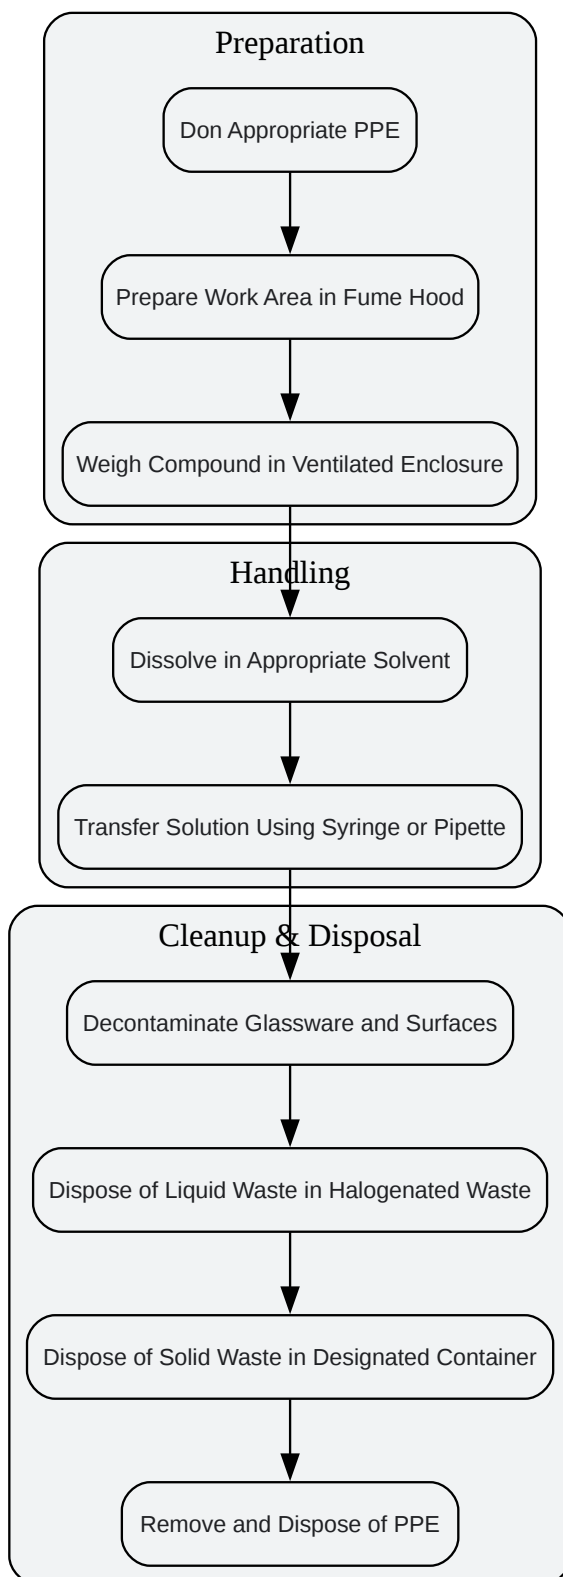 Preparation
Don Appropriate PPE
Prepare Work Area in Fume Hood
Weigh Compound in Ventilated Enclosure
Handling
Dissolve in Appropriate Solvent
Transfer Solution Using Syringe or Pipette
Cleanup & Disposal
Decontaminate Glassware and Surfaces
Dispose of Liquid Waste in Halogenated Waste
Dispose of Solid Waste in Designated Container
Remove and Dispose of PPE